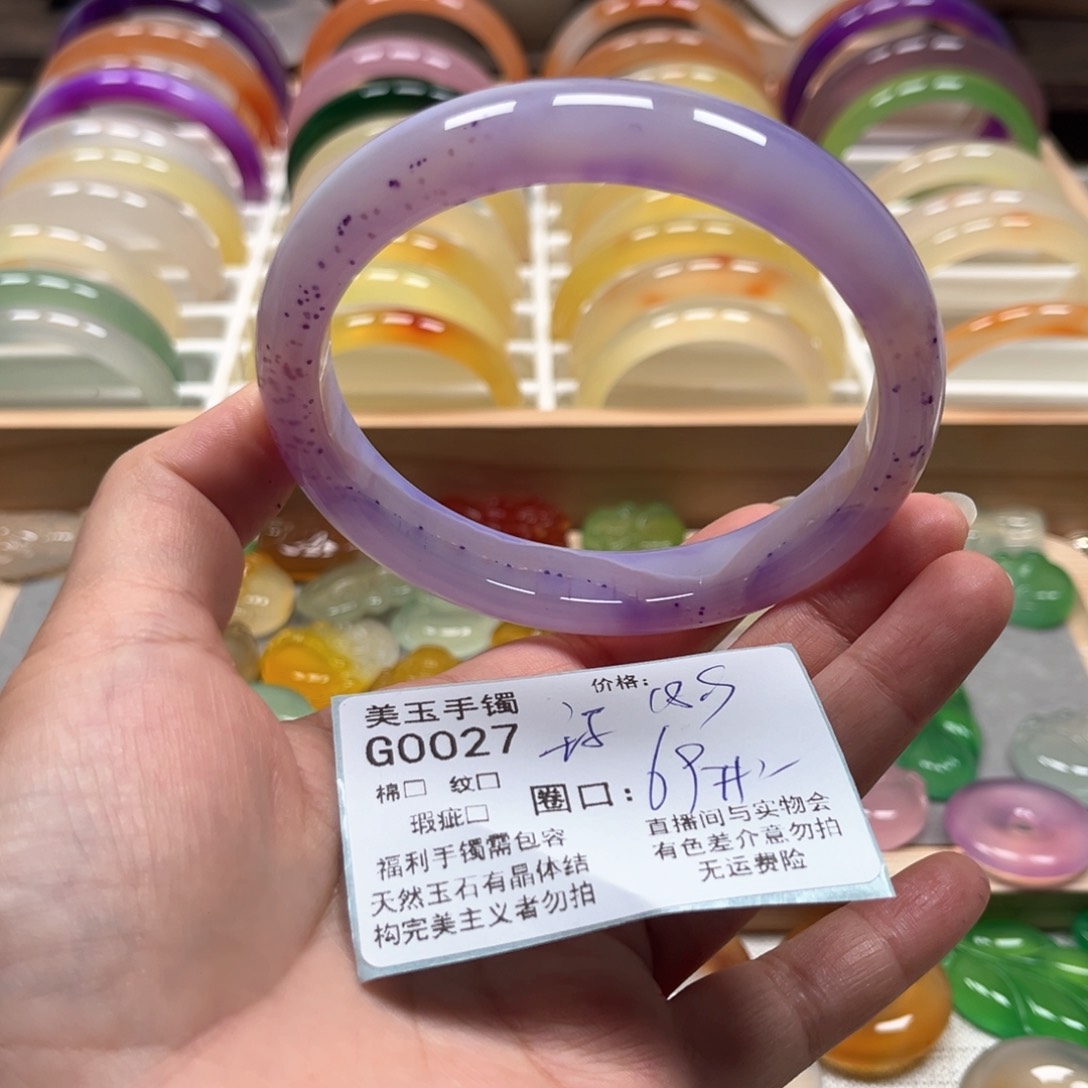 美玉手镯
价格:
G0027
棉□ 纹□
瑕疵□
圈口:
福利手镯需包容
天然玉石有晶体结
构完美主义者勿拍
直播间与实物会
有色差介意勿拍
无运费险